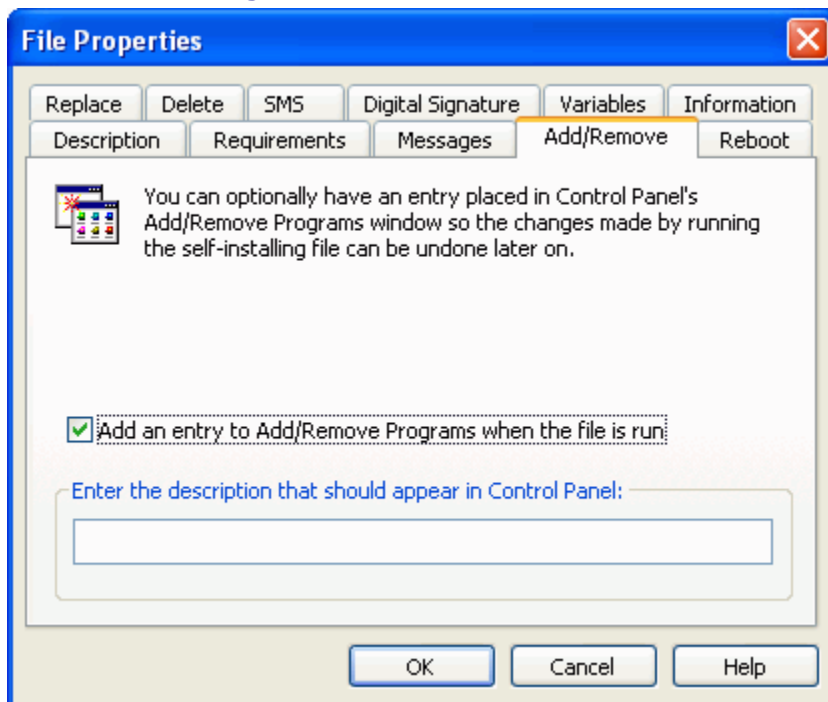 File Properties
Replace Delete SMS Digital Signature Variables Information
Description Requirements Messages Add/Remove Reboot
You can optionally have an entry placed in Control Panel's
Add/Remove Programs window so the changes made by running
the self-installing file can be undone later on.
Add an entry to Add/Remove Programs when the file is run
Enter the description that should appear in Control Panel:
OK Cancel Help